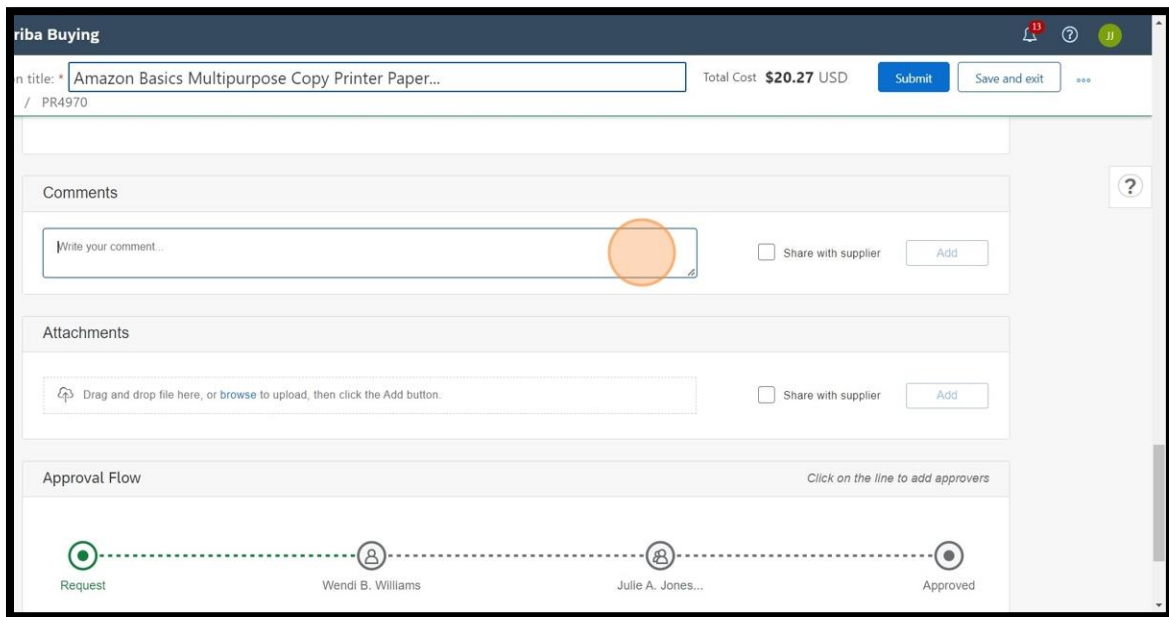 riba Buying
13
?
JJ
n title: * Amazon Basics Multipurpose Copy Printer Paper... Total Cost $20.27 USD Submit Save and exit
/ PR4970
?
Comments
Write your comment... Share with supplier Add
Attachments
Drag and drop file here, or browse to upload, then click the Add button. Share with supplier Add
Approval Flow Click on the line to add approvers
Request Wendi B. Williams Julie A. Jones... Approved